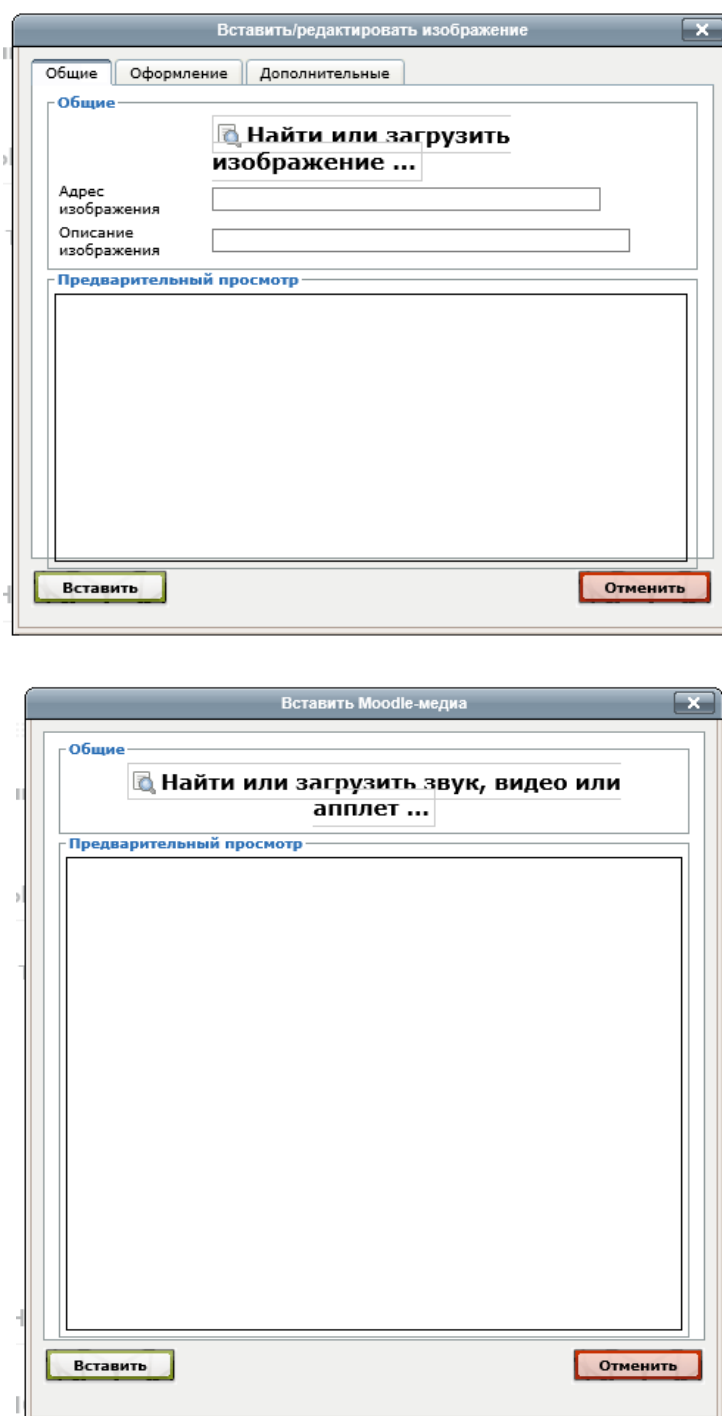 Вставить/редактировать изображение
Общие Оформление Дополнительные
Общие
Найти или загрузить
изображение ...
Адрес
изображения
Описание
изображения
Предварительный просмотр
Вставить Отменить
Вставить Moodle-медиа
Общие
Найти или загрузить звук, видео или
апплет ...
Предварительный просмотр
Вставить Отменить